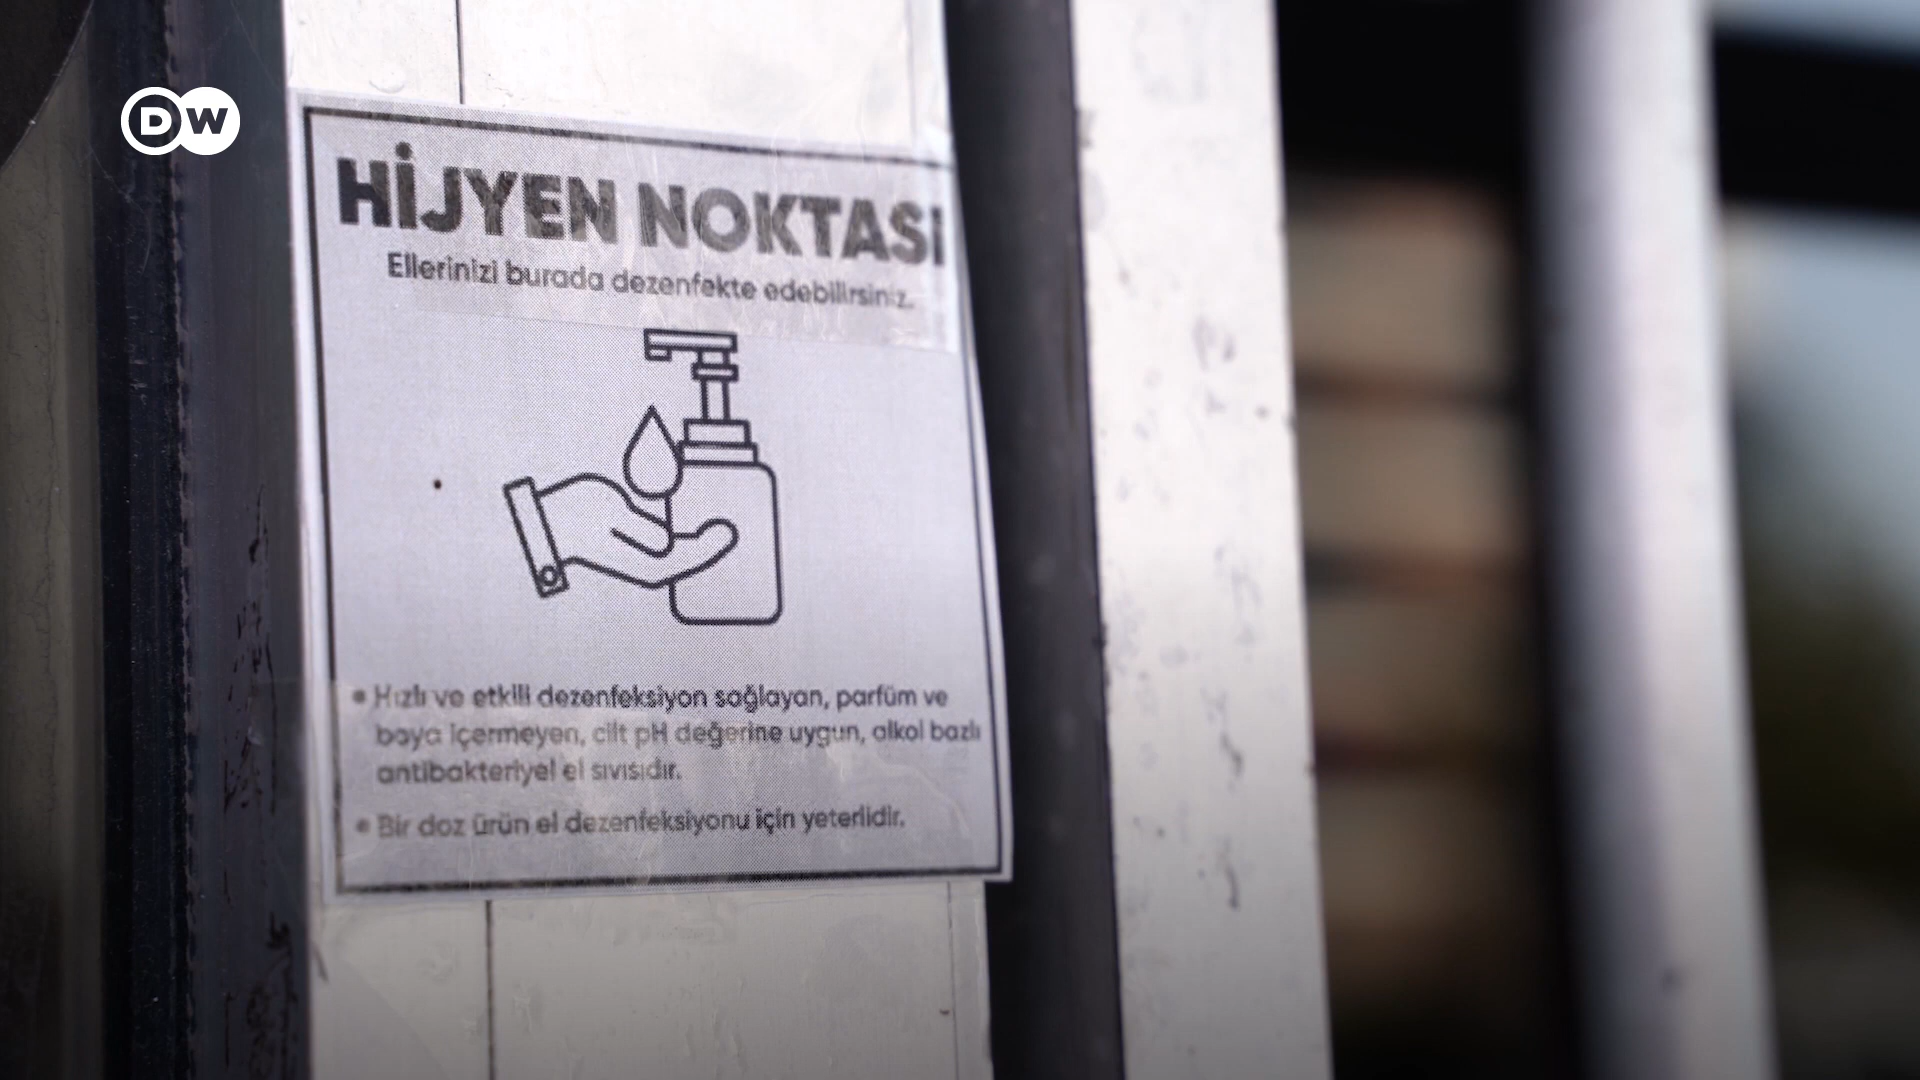 DW
HİJYEN NOKTASI
Ellerinizi burada dezenfekte edebilirsiniz.
• Hızlı ve etkili dezenfeksiyon sağlayan, parfüm ve
boya içermeyen, cilt pH değerine uygun, alkol bazlı
antibakteriyel el sıvısıdır.
• Bir doz ürün el dezenfeksiyonu için yeterlidir.